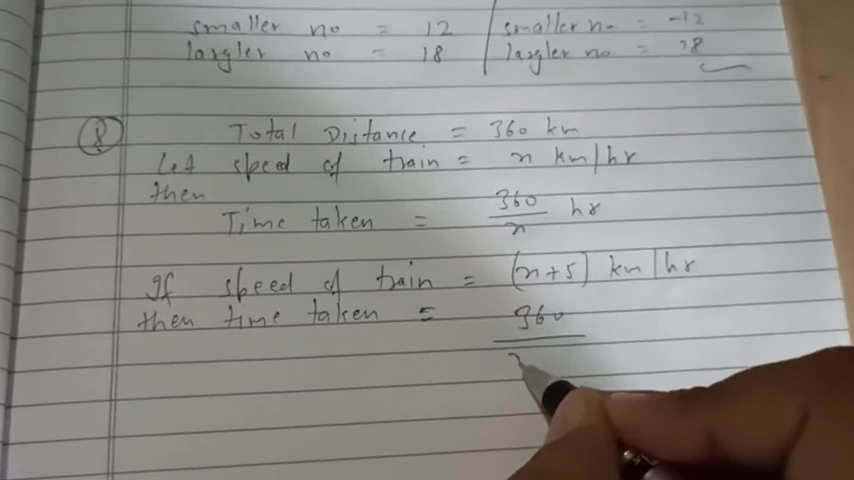 smaller no = 12 | smaller no = -12
largler no = 18 | largler no = 18
8 Total Distance = 360 km
let speed of train = x km/hr
then
Time taken = 360/x hr
If speed of train = (x+5) km/hr
then time taken = 360